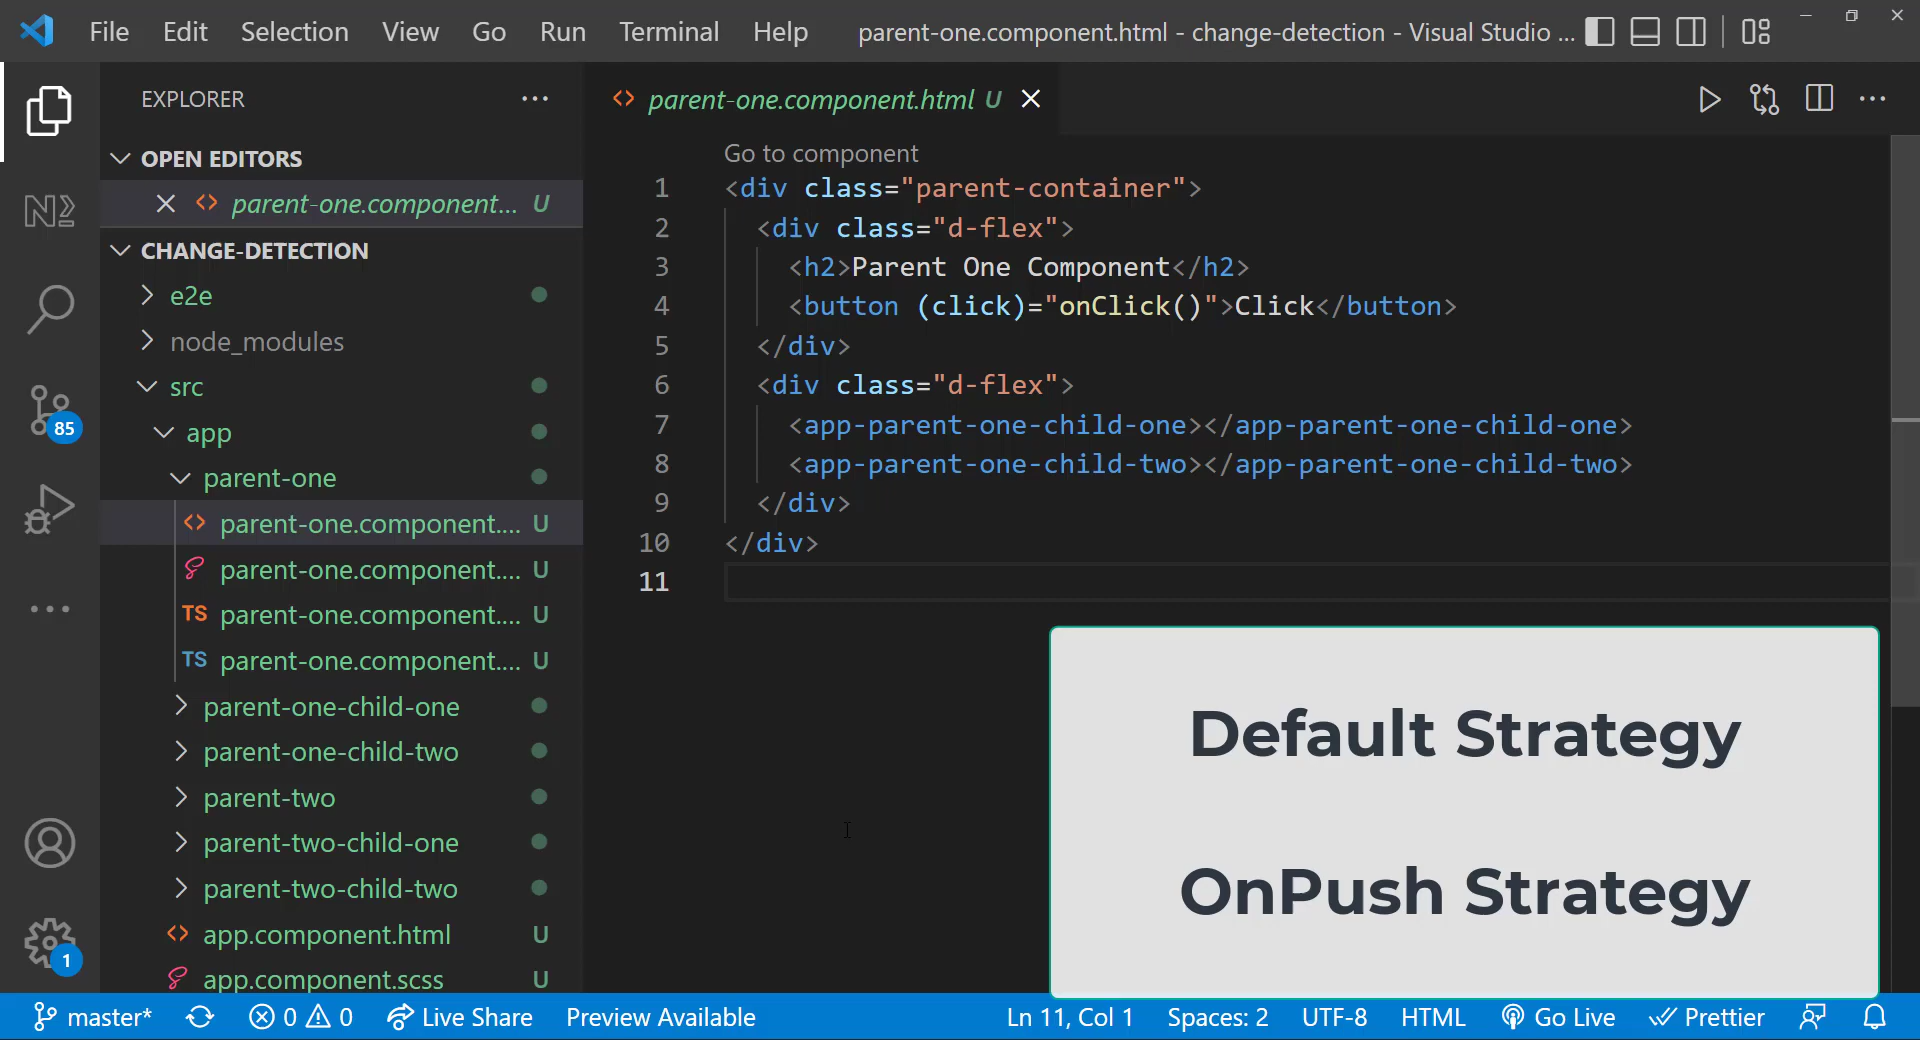 File Edit Selection View Go Run Terminal Help parent-one.component.html - change-detection - Visual Studio ...
EXPLORER
OPEN EDITORS
parent-one.component... U
CHANGE-DETECTION
e2e
node_modules
src
app
parent-one
parent-one.component.... U
parent-one.component.... U
TS parent-one.component.... U
TS parent-one.component.... U
parent-one-child-one
parent-one-child-two
parent-two
parent-two-child-one
parent-two-child-two
app.component.html U
app.component.scss U
85
1
parent-one.component.html U
Go to component
1 <div class="parent-container">
2 <div class="d-flex">
3 <h2>Parent One Component</h2>
4 <button (click)="onClick()">Click</button>
5 </div>
6 <div class="d-flex">
7 <app-parent-one-child-one></app-parent-one-child-one>
8 <app-parent-one-child-two></app-parent-one-child-two>
9 </div>
10 </div>
11
Default Strategy
OnPush Strategy
master* 0 0 Live Share Preview Available Ln 11, Col 1 Spaces: 2 UTF-8 HTML Go Live Prettier